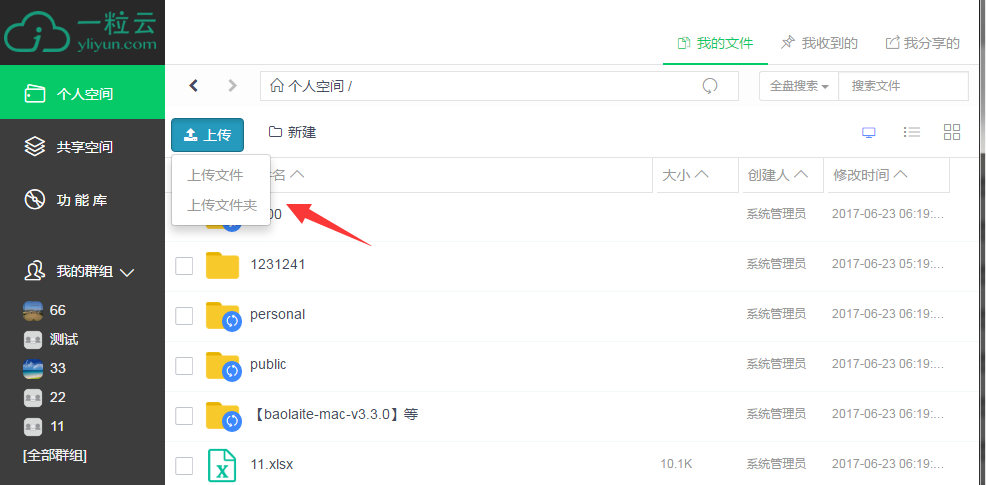 一粒云
yliyun.com
我的文件 我收到的 我分享的
个人空间
个人空间 /
全盘搜索 搜索文件
共享空间
功 能 库
上传 新建
上传文件
上传文件夹
名 大小 创建人 修改时间
00 系统管理员 2017-06-23 06:19:...
1231241 系统管理员 2017-06-23 05:19:...
personal 系统管理员 2017-06-23 06:19:...
public 系统管理员 2017-06-23 06:19:...
【baolaite-mac-v3.3.0】等 系统管理员 2017-06-23 06:19:...
11.xlsx 10.1K 系统管理员 2017-06-23 06:19:...
我的群组
66
测试
33
22
11
[全部群组]